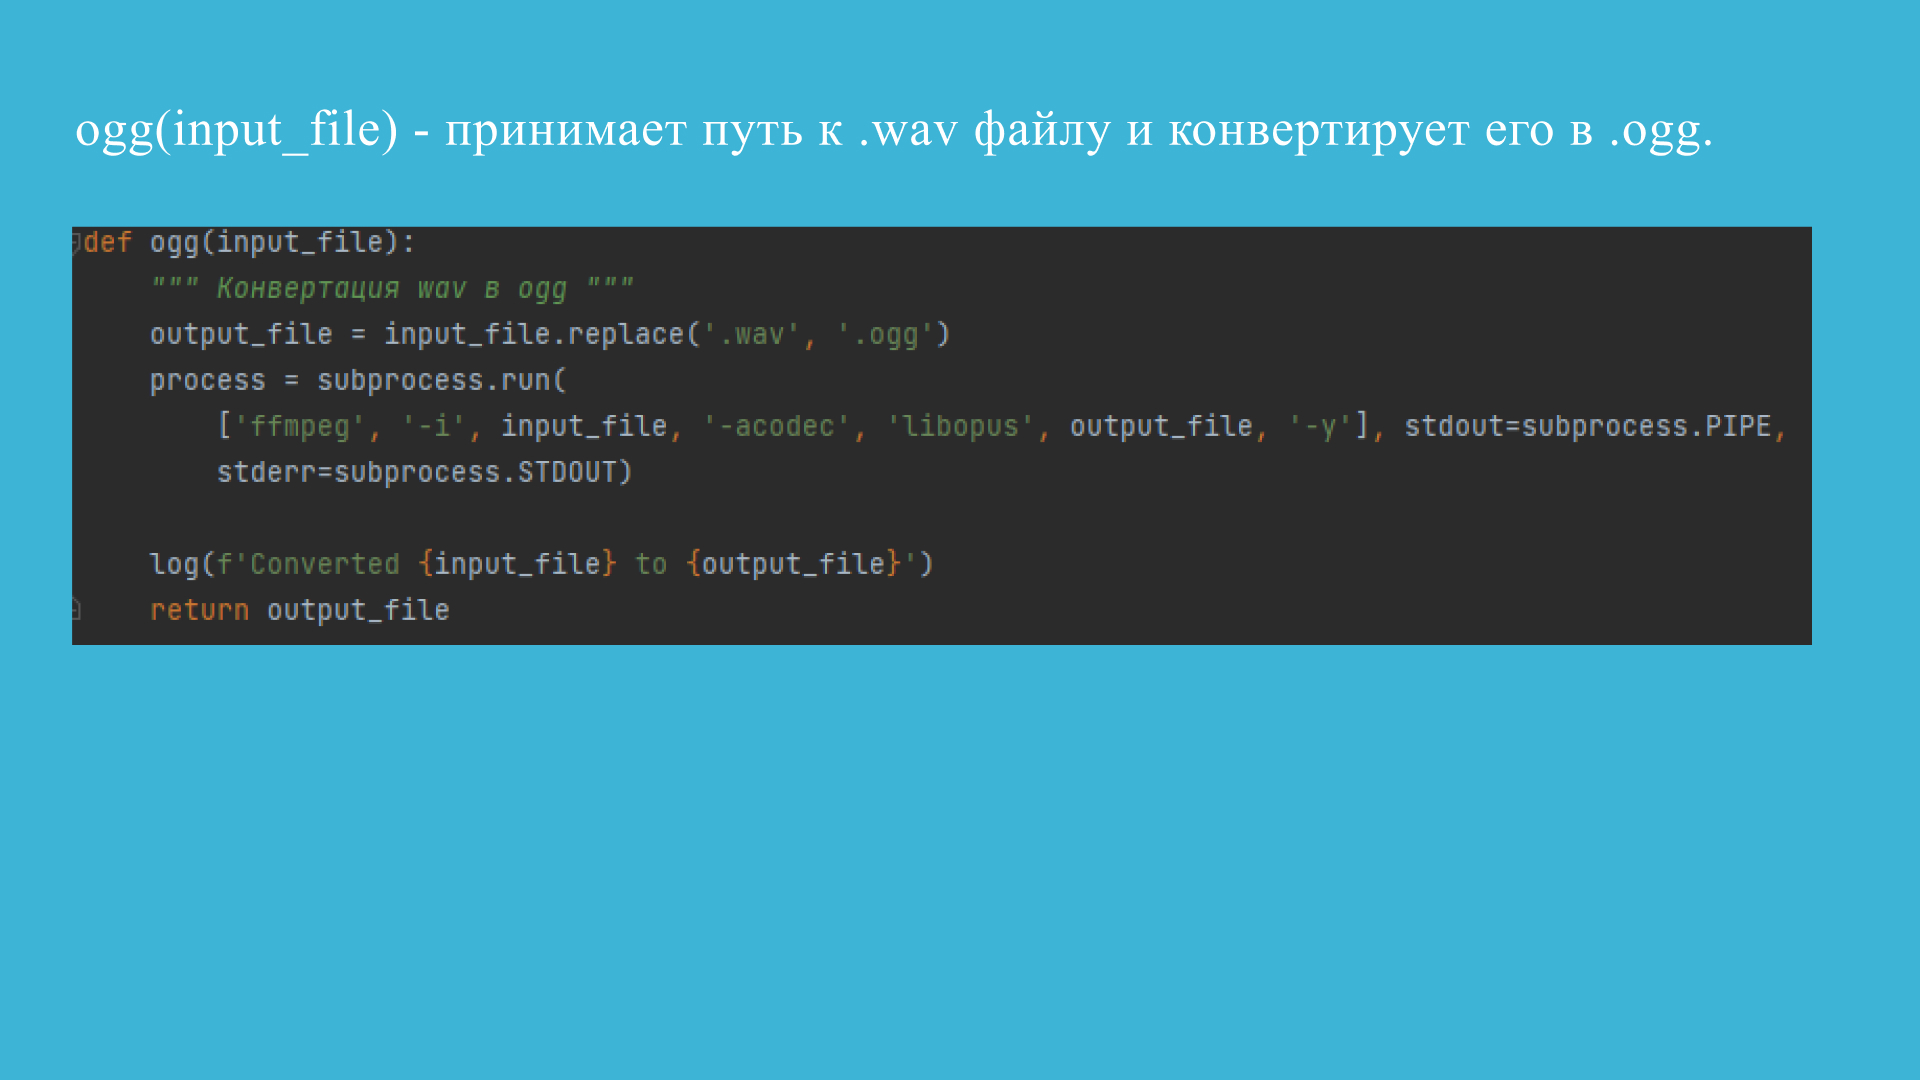 ogg(input_file) - принимает путь к .wav файлу и конвертирует его в .ogg.
def ogg(input_file):
""" Конвертация wav в ogg """
output_file = input_file.replace('.wav', '.ogg')
process = subprocess.run(
['ffmpeg', '-i', input_file, '-acodec', 'libopus', output_file, '-y'], stdout=subprocess.PIPE,
stderr=subprocess.STDOUT)
log(f'Converted {input_file} to {output_file}')
return output_file